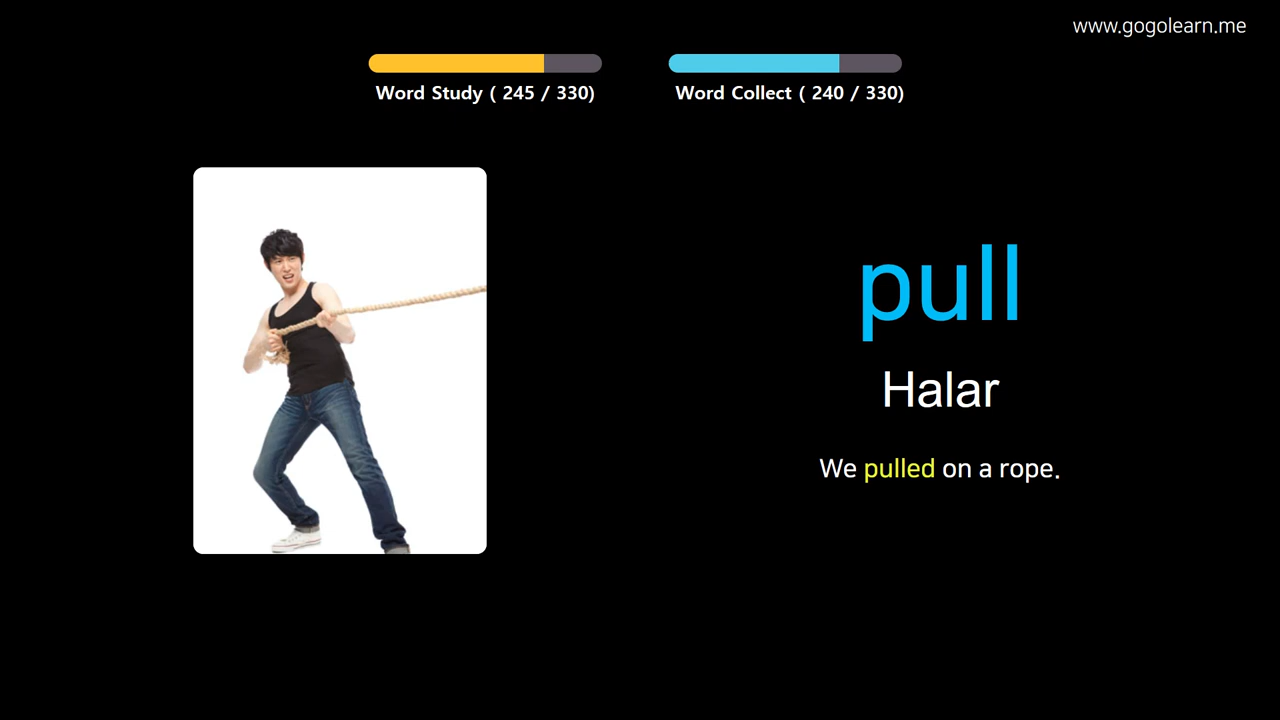 www.gogolearn.me
Word Study ( 245 / 330)
Word Collect ( 240 / 330)
pull
Halar
We pulled on a rope.